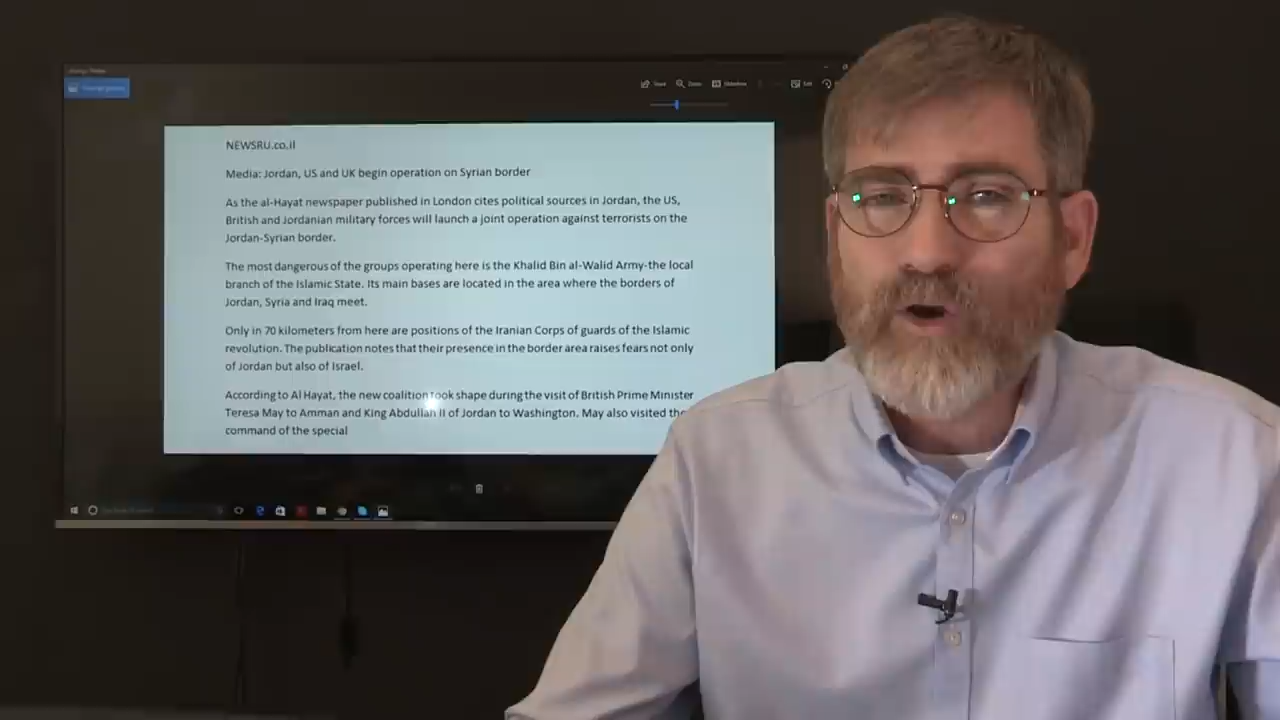 NEWSRU.co.il
Media: Jordan, US and UK begin operation on Syrian border
As the al-Hayat newspaper published in London cites political sources in Jordan, the US,
British and Jordanian military forces will launch a joint operation against terrorists on the
Jordan-Syrian border.
The most dangerous of the groups operating here is the Khalid Bin al-Walid Army-the local
branch of the Islamic State. Its main bases are located in the area where the borders of
Jordan, Syria and Iraq meet.
Only in 70 kilometers from here are positions of the Iranian Corps of guards of the Islamic
revolution. The publication notes that their presence in the border area raises fears not only
of Jordan but also of Israel.
According to Al Hayat, the new coalition took shape during the visit of British Prime Minister
Teresa May to Amman and King Abdullah II of Jordan to Washington. May also visited the
command of the special